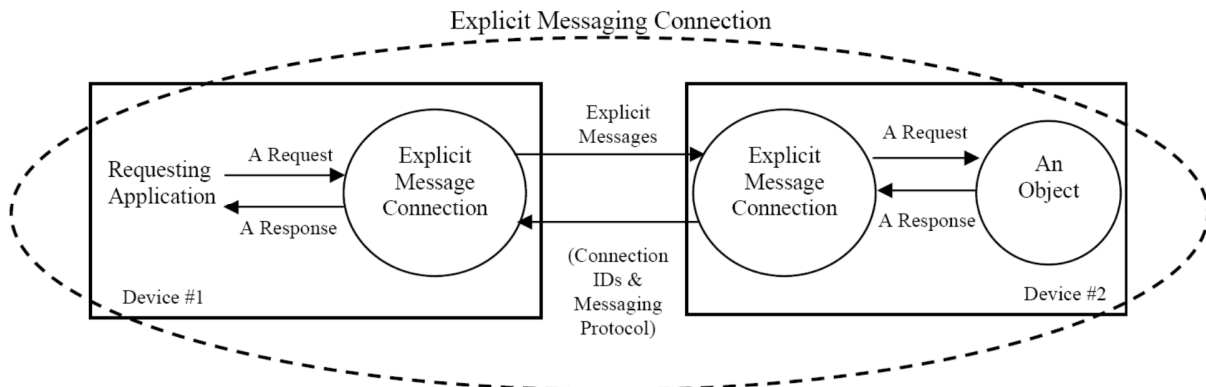 Explicit Messaging Connection
Requesting
Application
A Request
A Response
Explicit
Message
Connection
Device #1
Explicit
Messages
(Connection
IDs &
Messaging
Protocol)
Explicit
Message
Connection
A Request
A Response
An
Object
Device #2